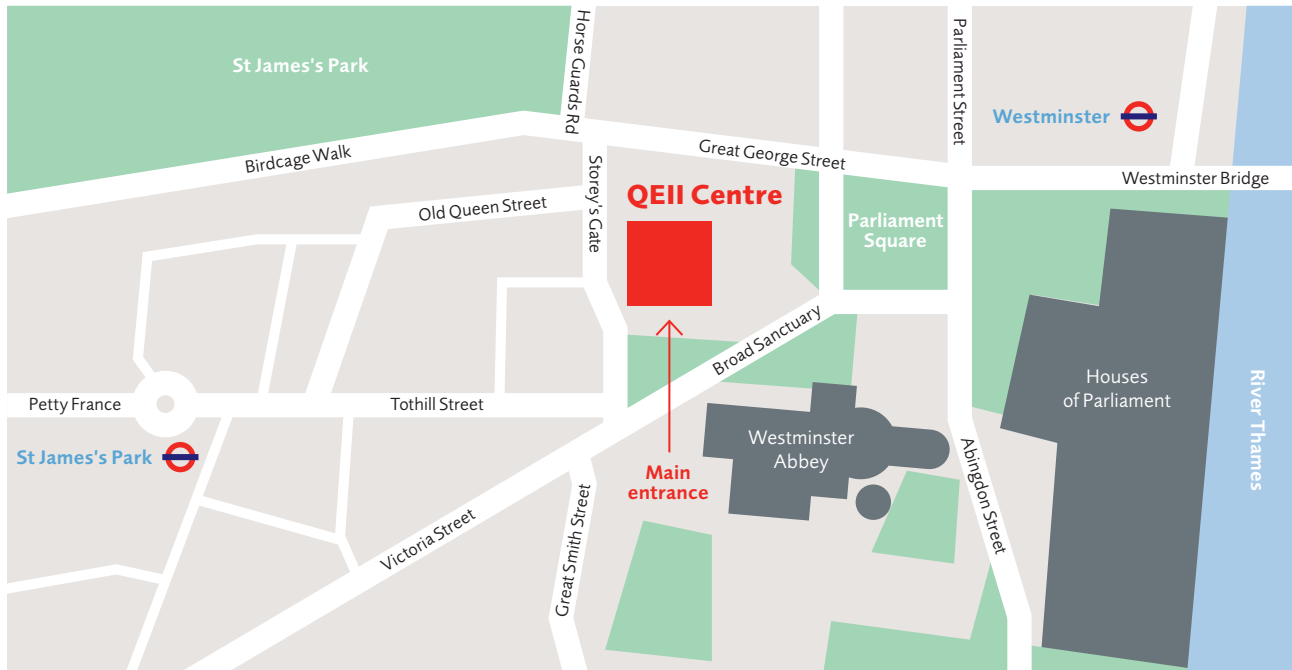 St James's Park
Horse Guards Rd
Parliament Street
Westminster
Birdcage Walk
Great George Street
Westminster Bridge
Storey's Gate
QEII Centre
Old Queen Street
Parliament
Square
Broad Sanctuary
Petty France
Tothill Street
Houses
of Parliament
River Thames
St James's Park
Westminster
Abbey
Main
entrance
Abingdon Street
Victoria Street
Great Smith Street